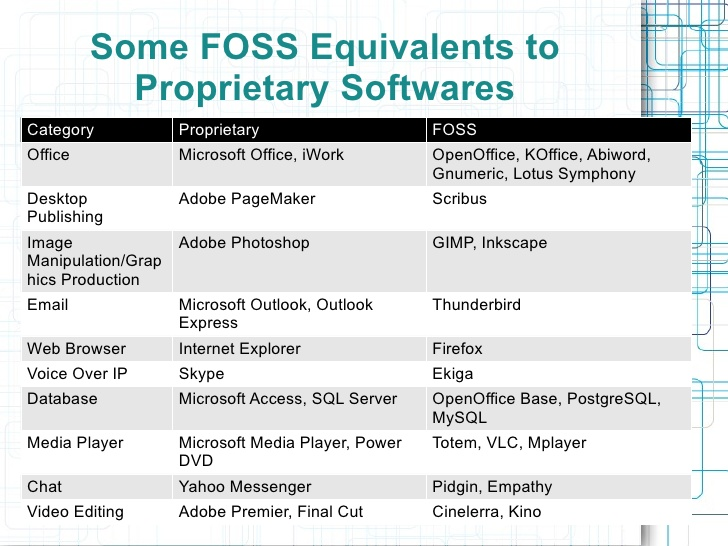 Some FOSS Equivalents to
Proprietary Softwares
Category Proprietary FOSS
Office Microsoft Office, iWork OpenOffice, KOffice, Abiword,
Gnumeric, Lotus Symphony
Desktop Adobe PageMaker Scribus
Publishing
Image Adobe Photoshop GIMP, Inkscape
Manipulation/Grap
hics Production
Email Microsoft Outlook, Outlook Thunderbird
Express
Web Browser Internet Explorer Firefox
Voice Over IP Skype Ekiga
Database Microsoft Access, SQL Server OpenOffice Base, PostgreSQL,
MySQL
Media Player Microsoft Media Player, Power Totem, VLC, Mplayer
DVD
Chat Yahoo Messenger Pidgin, Empathy
Video Editing Adobe Premier, Final Cut Cinelerra, Kino